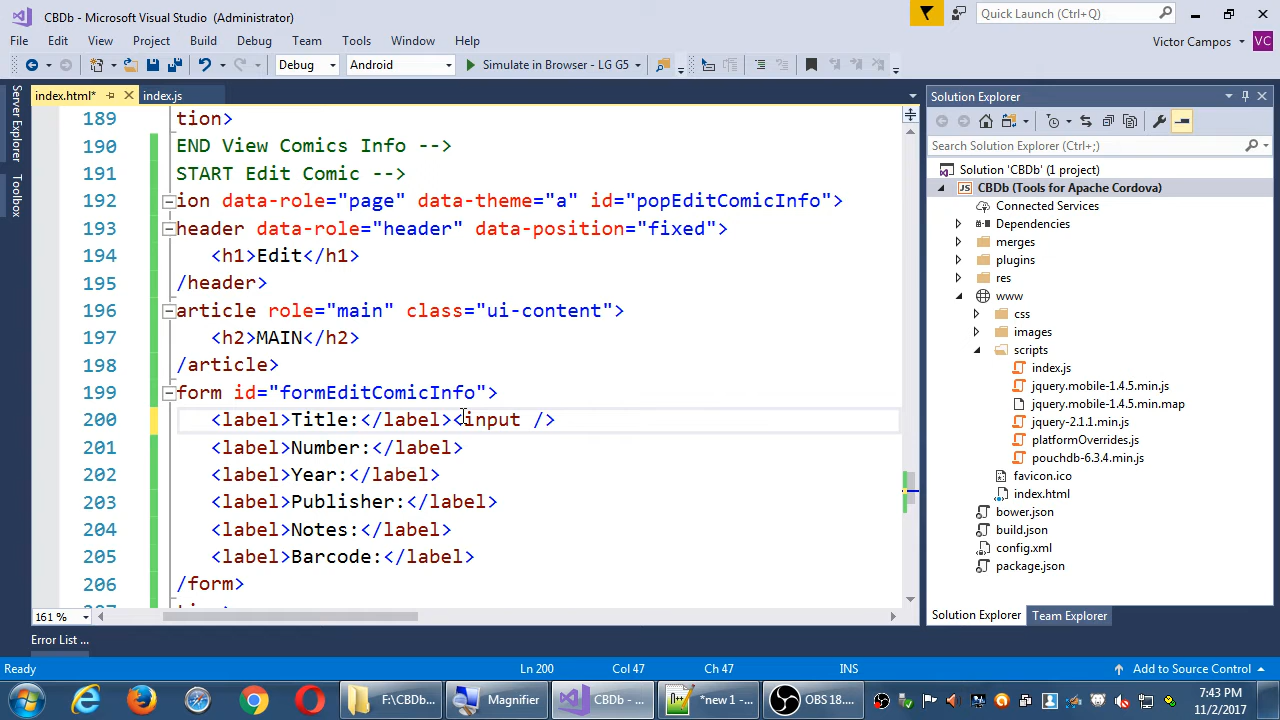 CBDb - Microsoft Visual Studio (Administrator)
Quick Launch (Ctrl+Q)
File Edit View Project Build Debug Team Tools Window Help
Victor Campos VC
Debug Android Simulate in Browser - LG G5
Server Explorer
Toolbox
index.html* index.js
189 tion>
190 END View Comics Info -->
191 START Edit Comic -->
192 ion data-role="page" data-theme="a" id="popEditComicInfo">
193 header data-role="header" data-position="fixed">
194 <h1>Edit</h1>
195 /header>
196 article role="main" class="ui-content">
197 <h2>MAIN</h2>
198 /article>
199 form id="formEditComicInfo">
200 <label>Title:</label><input />
201 <label>Number:</label>
202 <label>Year:</label>
203 <label>Publisher:</label>
204 <label>Notes:</label>
205 <label>Barcode:</label>
206 /form>
161 %
Error List ...
Solution Explorer
Search Solution Explorer (Ctrl+;)
Solution 'CBDb' (1 project)
JS CBDb (Tools for Apache Cordova)
Connected Services
Dependencies
merges
plugins
res
www
css
images
scripts
index.js
jquery.mobile-1.4.5.min.js
jquery.mobile-1.4.5.min.map
jquery-2.1.1.min.js
platformOverrides.js
pouchdb-6.3.4.min.js
favicon.ico
index.html
bower.json
build.json
config.xml
package.json
Solution Explorer Team Explorer
Ready Ln 200 Col 47 Ch 47 INS Add to Source Control
F:\CBDb... Magnifier CBDb - ... *new 1 -... OBS 18....
7:43 PM
11/2/2017